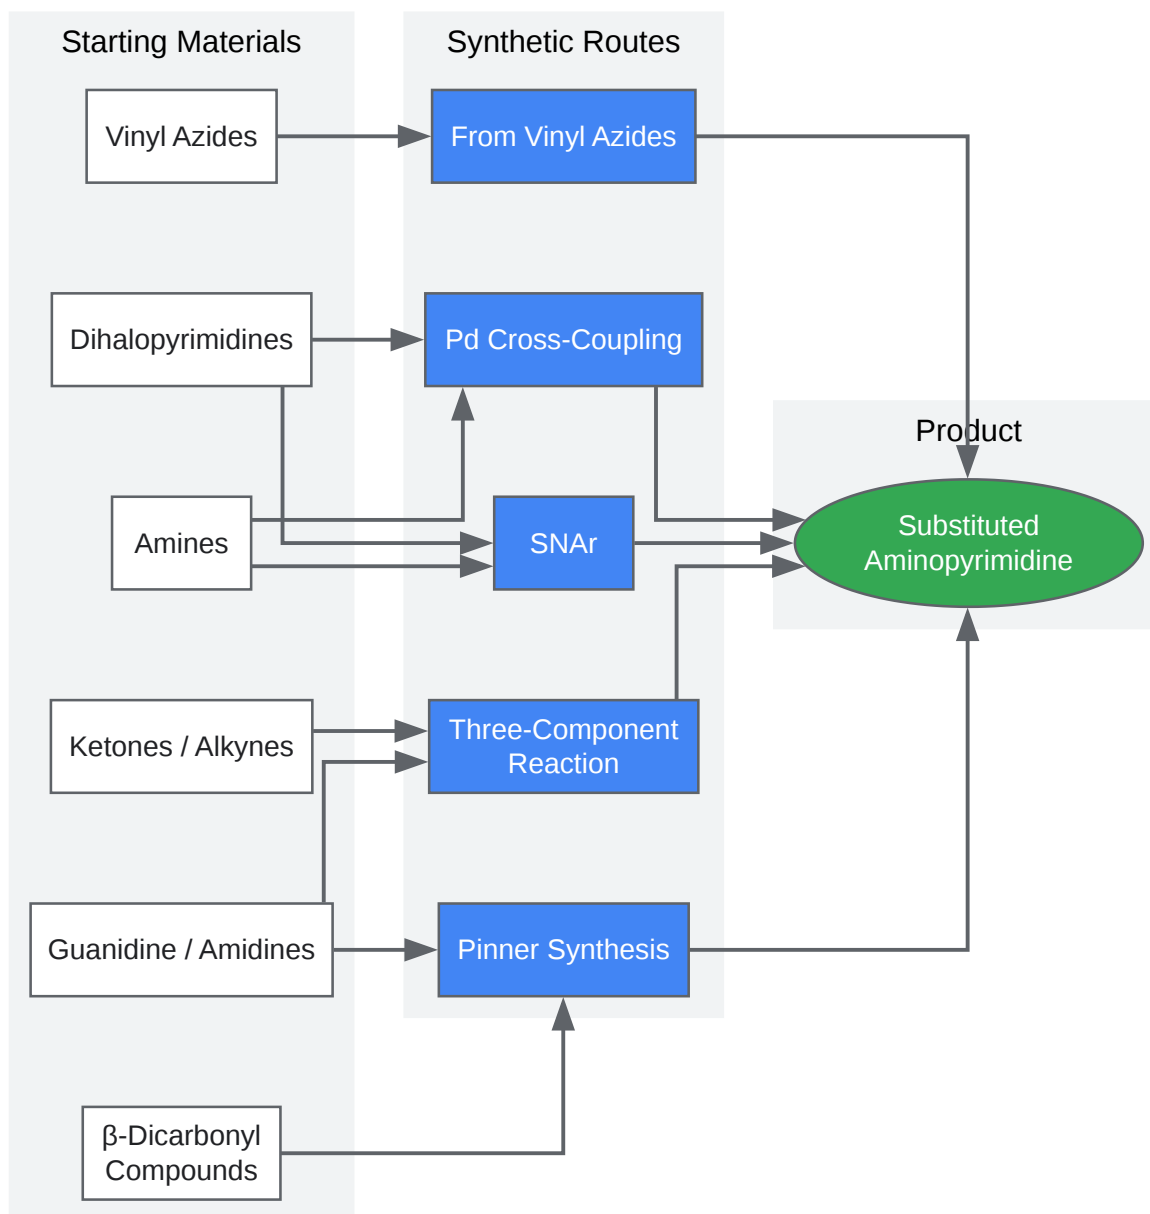 Starting Materials
Synthetic Routes
Vinyl Azides
From Vinyl Azides
Dihalopyrimidines
Pd Cross-Coupling
Product
Amines
SNAr
Substituted
Aminopyrimidine
Ketones / Alkynes
Three-Component
Reaction
Guanidine / Amidines
Pinner Synthesis
β-Dicarbonyl
Compounds